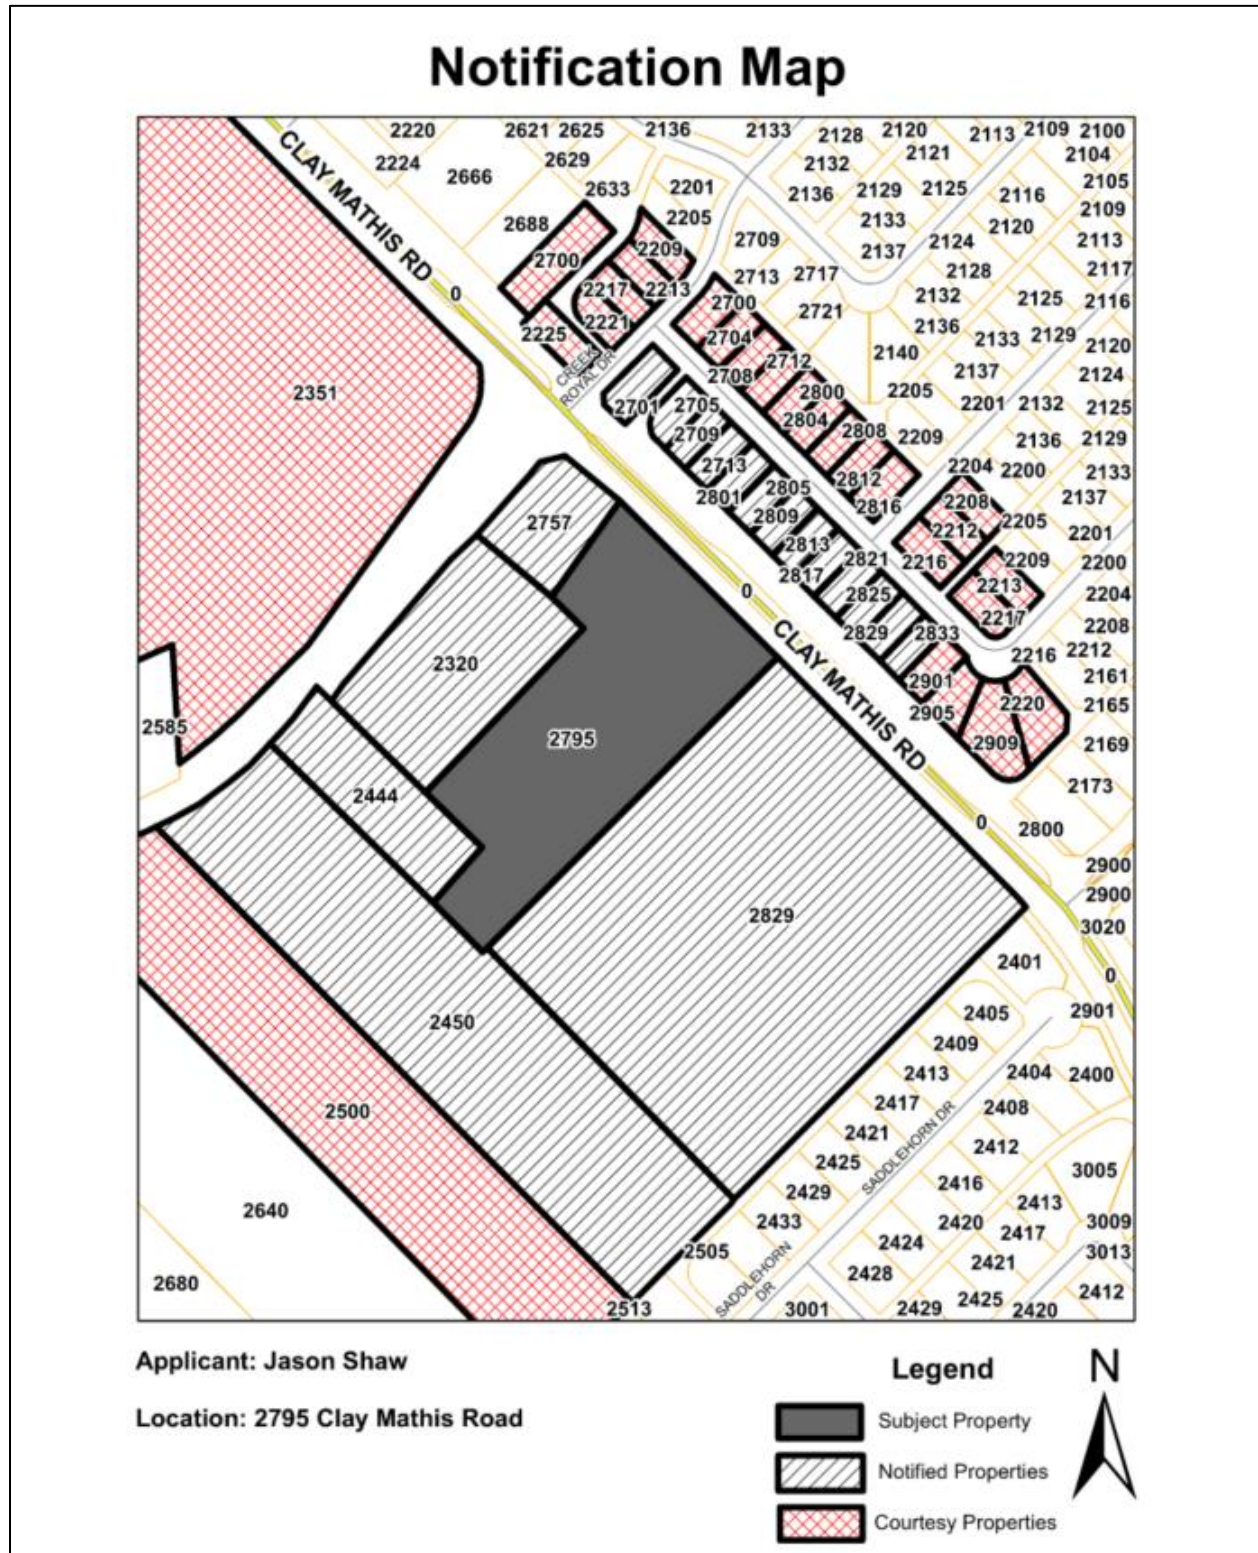 Notification Map
2220 2621 2625 2136 2133 2128 2120 2113 2109 2100
2224 2666 2629 2132 2121 2104
2633 2201 2136 2129 2125 2116 2105
CLAY MATHIS RD
2688 2205 2133 2120 2109
2700 2209 2709 2137 2124 2113
2217 2213 2713 2717 2128 2117
0
2221 2700 2721 2132 2125 2116
2225 2704 2136 2133 2129 2120
CREEK
ROYAL DR
2708 2712 2140 2137 2124
2351 2701 2705 2800 2205 2201 2132 2125
2709 2804 2808 2209 2136 2129
2713 2812 2204 2200 2133
2801 2805 2816 2208 2137
2757 2809 2212 2205 2201
2813 2821 2216 2209 2200
2817 2825 2213 2204
0
2829 2833 2217 2208
CLAY MATHIS RD
2320 2901 2216 2212 2161
2585 2795 2905 2220 2165
2909 2169
2444 2173
0
2800
2900
2900
2829 3020
2401
0
2450 2405 2901
2409
2413 2404 2400
2500 2417 2408
2421 2412
SADDLEHORN DR
2425 2416 3005
2429 2413
2640 2433 2420 2417 3009
2505 2424 2421 3013
SADDLEHORN
DR
2680 2428 2425 2412
2513 3001 2429 2420
Applicant: Jason Shaw
Location: 2795 Clay Mathis Road
Legend
N
Subject Property
Notified Properties
Courtesy Properties